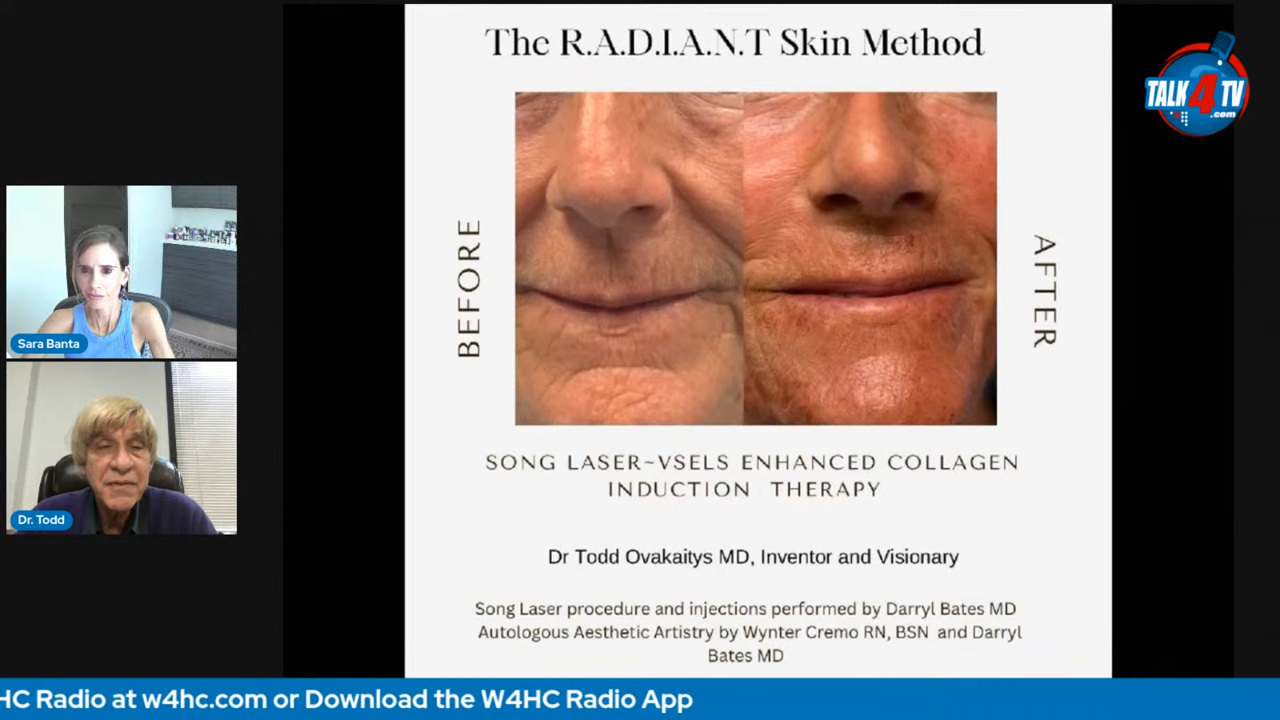 The R.A.D.I.A.N.T Skin Method
TALK 4 TV
.com
BEFORE
AFTER
Sara Banta
Dr. Todd
SONG LASER~VSELS ENHANCED COLLAGEN
INDUCTION THERAPY
Dr Todd Ovakaitys MD, Inventor and Visionary
Song Laser procedure and injections performed by Darryl Bates MD
Autologous Aesthetic Artistry by Wynter Cremo RN, BSN and Darryl
Bates MD
HC Radio at w4hc.com or Download the W4HC Radio App